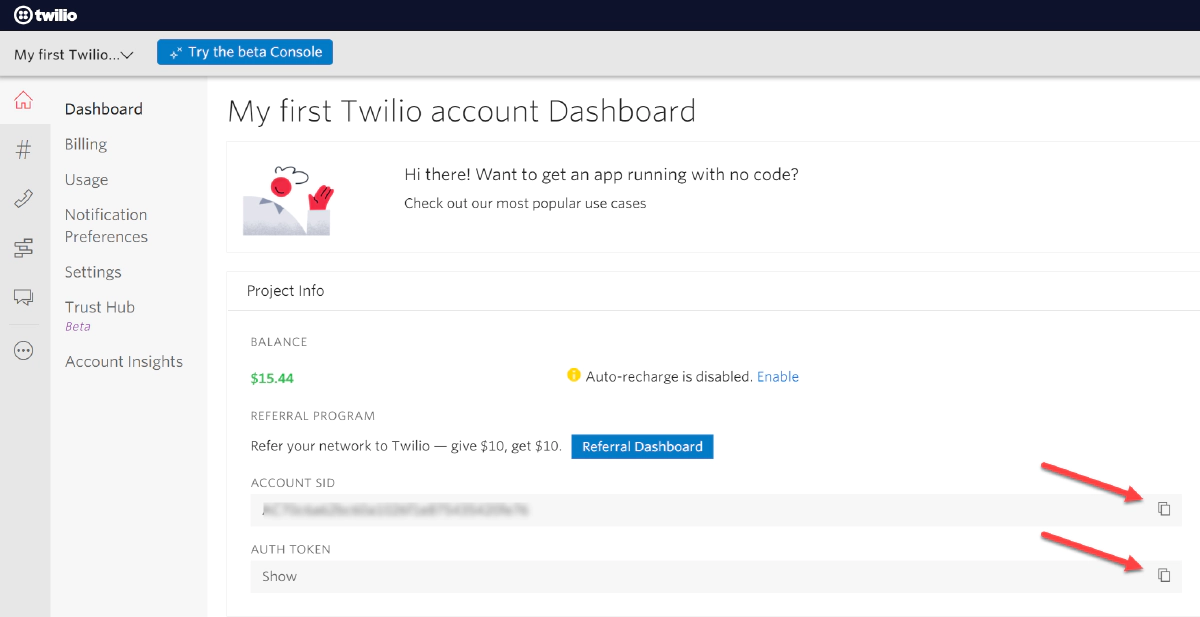 twilio
My first Twilio...
Try the beta Console
Dashboard
Billing
Usage
Notification
Preferences
Settings
Trust Hub
Beta
Account Insights
My first Twilio account Dashboard
Hi there! Want to get an app running with no code?
Check out our most popular use cases
Project Info
BALANCE
$15.44
Auto-recharge is disabled. Enable
REFERRAL PROGRAM
Refer your network to Twilio — give $10, get $10. Referral Dashboard
ACCOUNT SID
AUTH TOKEN
Show